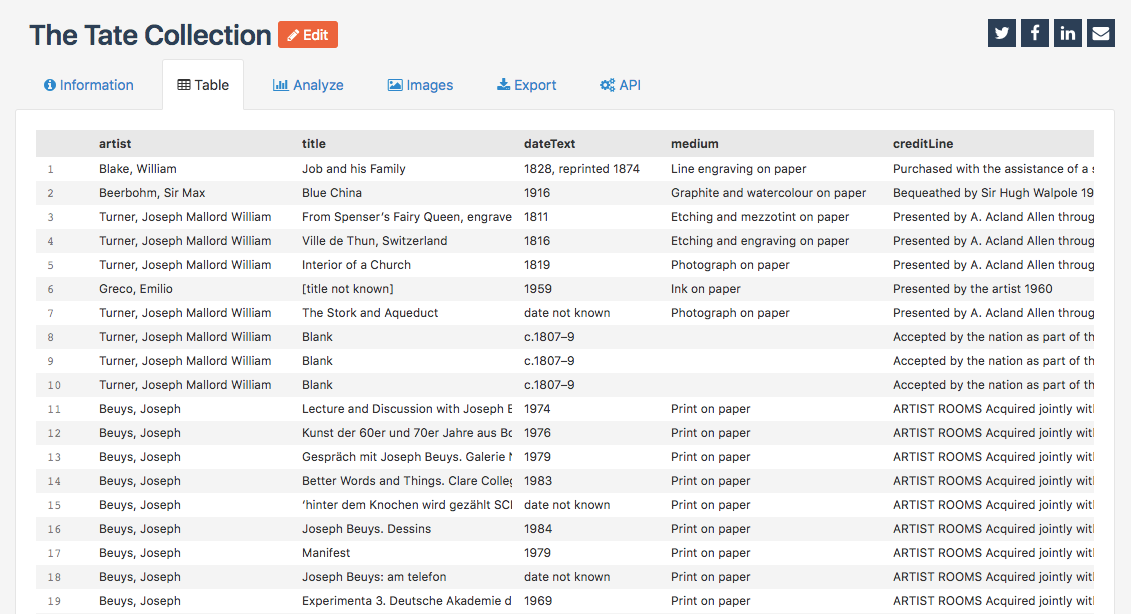 The Tate Collection Edit
Information Table Analyze Images Export API
artist title dateText medium creditLine
1 Blake, William Job and his Family 1828, reprinted 1874 Line engraving on paper Purchased with the assistance of a
2 Beerbohm, Sir Max Blue China 1916 Graphite and watercolour on paper Bequeathed by Sir Hugh Walpole 19
3 Turner, Joseph Mallord William From Spenser's Fairy Queen, engrave 1811 Etching and mezzotint on paper Presented by A. Acland Allen throug
4 Turner, Joseph Mallord William Ville de Thun, Switzerland 1816 Etching and engraving on paper Presented by A. Acland Allen throug
5 Turner, Joseph Mallord William Interior of a Church 1819 Photograph on paper Presented by A. Acland Allen throug
6 Greco, Emilio [title not known] 1959 Ink on paper Presented by the artist 1960
7 Turner, Joseph Mallord William The Stork and Aqueduct date not known Photograph on paper Presented by A. Acland Allen throug
8 Turner, Joseph Mallord William Blank c.1807–9 Accepted by the nation as part of th
9 Turner, Joseph Mallord William Blank c.1807–9 Accepted by the nation as part of th
10 Turner, Joseph Mallord William Blank c.1807–9 Accepted by the nation as part of th
11 Beuys, Joseph Lecture and Discussion with Joseph 1974 Print on paper ARTIST ROOMS Acquired jointly wit
12 Beuys, Joseph Kunst der 60er und 70er Jahre aus 1976 Print on paper ARTIST ROOMS Acquired jointly wit
13 Beuys, Joseph Gespräch mit Joseph Beuys. Galerie 1979 Print on paper ARTIST ROOMS Acquired jointly wit
14 Beuys, Joseph Better Words and Things. Clare Colleg 1983 Print on paper ARTIST ROOMS Acquired jointly wit
15 Beuys, Joseph 'hinter dem Knochen wird gezählt date not known Print on paper ARTIST ROOMS Acquired jointly wit
16 Beuys, Joseph Joseph Beuys. Dessins 1984 Print on paper ARTIST ROOMS Acquired jointly wit
17 Beuys, Joseph Manifest 1979 Print on paper ARTIST ROOMS Acquired jointly wit
18 Beuys, Joseph Joseph Beuys: am telefon date not known Print on paper ARTIST ROOMS Acquired jointly wit
19 Beuys, Joseph Experimenta 3. Deutsche Akademie d 1969 Print on paper ARTIST ROOMS Acquired jointly wit